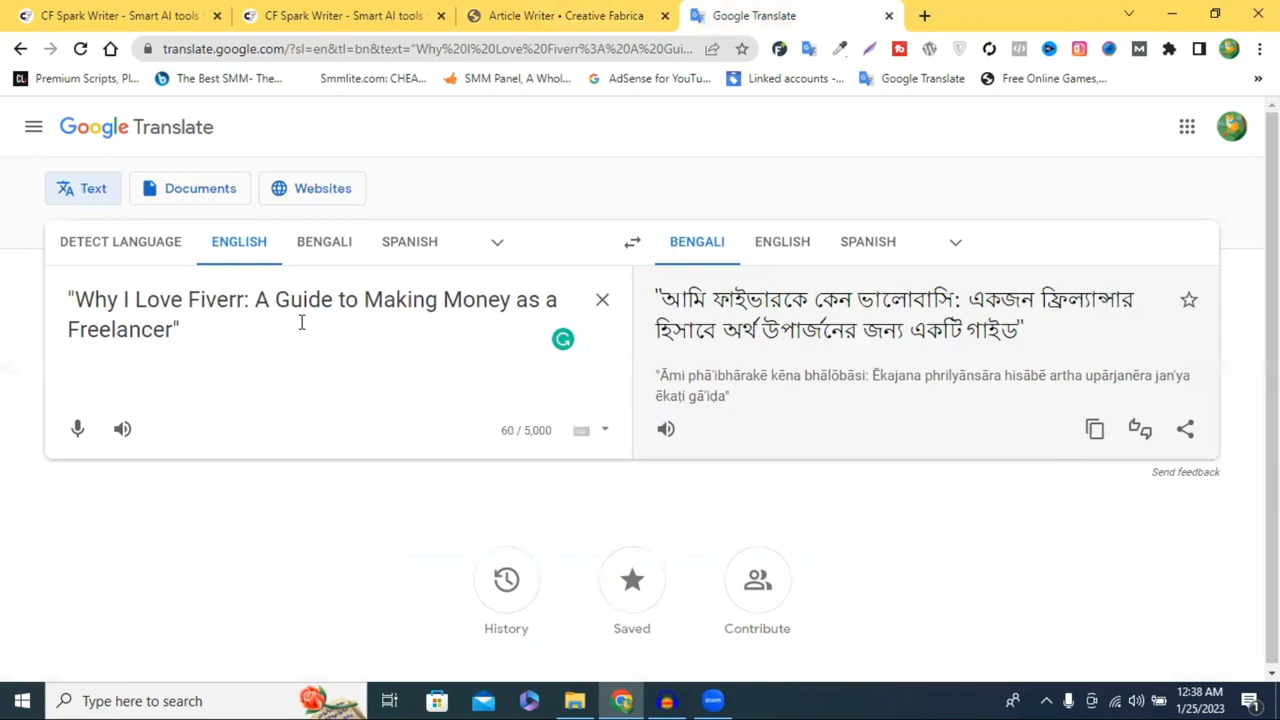 CF Spark Writer - Smart AI tools
CF Spark Writer - Smart AI tools
Article Writer • Creative Fabrica
Google Translate
translate.google.com/?sl=en&tl=bn&text="Why%20I%20Love%20Fiverr%3A%20A%20Gui...
Premium Scripts, Pl...
The Best SMM- The...
Smmlite.com: CHEA...
SMM Panel, A Whol...
AdSense for YouTu...
Linked accounts -...
Google Translate
Free Online Games,...
»
Google Translate
Text
Documents
Websites
DETECT LANGUAGE
ENGLISH
BENGALI
SPANISH
BENGALI
ENGLISH
SPANISH
"Why I Love Fiverr: A Guide to Making Money as a
Freelancer"
60 / 5,000
"আমি ফাইভারকে কেন ভালোবাসি: একজন ফ্রিল্যান্সার
হিসাবে অর্থ উপার্জনের জন্য একটি গাইড"
"Āmi phā'ibhārakē kēna bhālōbāsi: Ēkajana phrilyānsāra hisābē artha upārjanēra jan'ya
ēkaṭi gā'iḍa"
Send feedback
History
Saved
Contribute
Type here to search
zoom
12:38 AM
1/25/2023
1